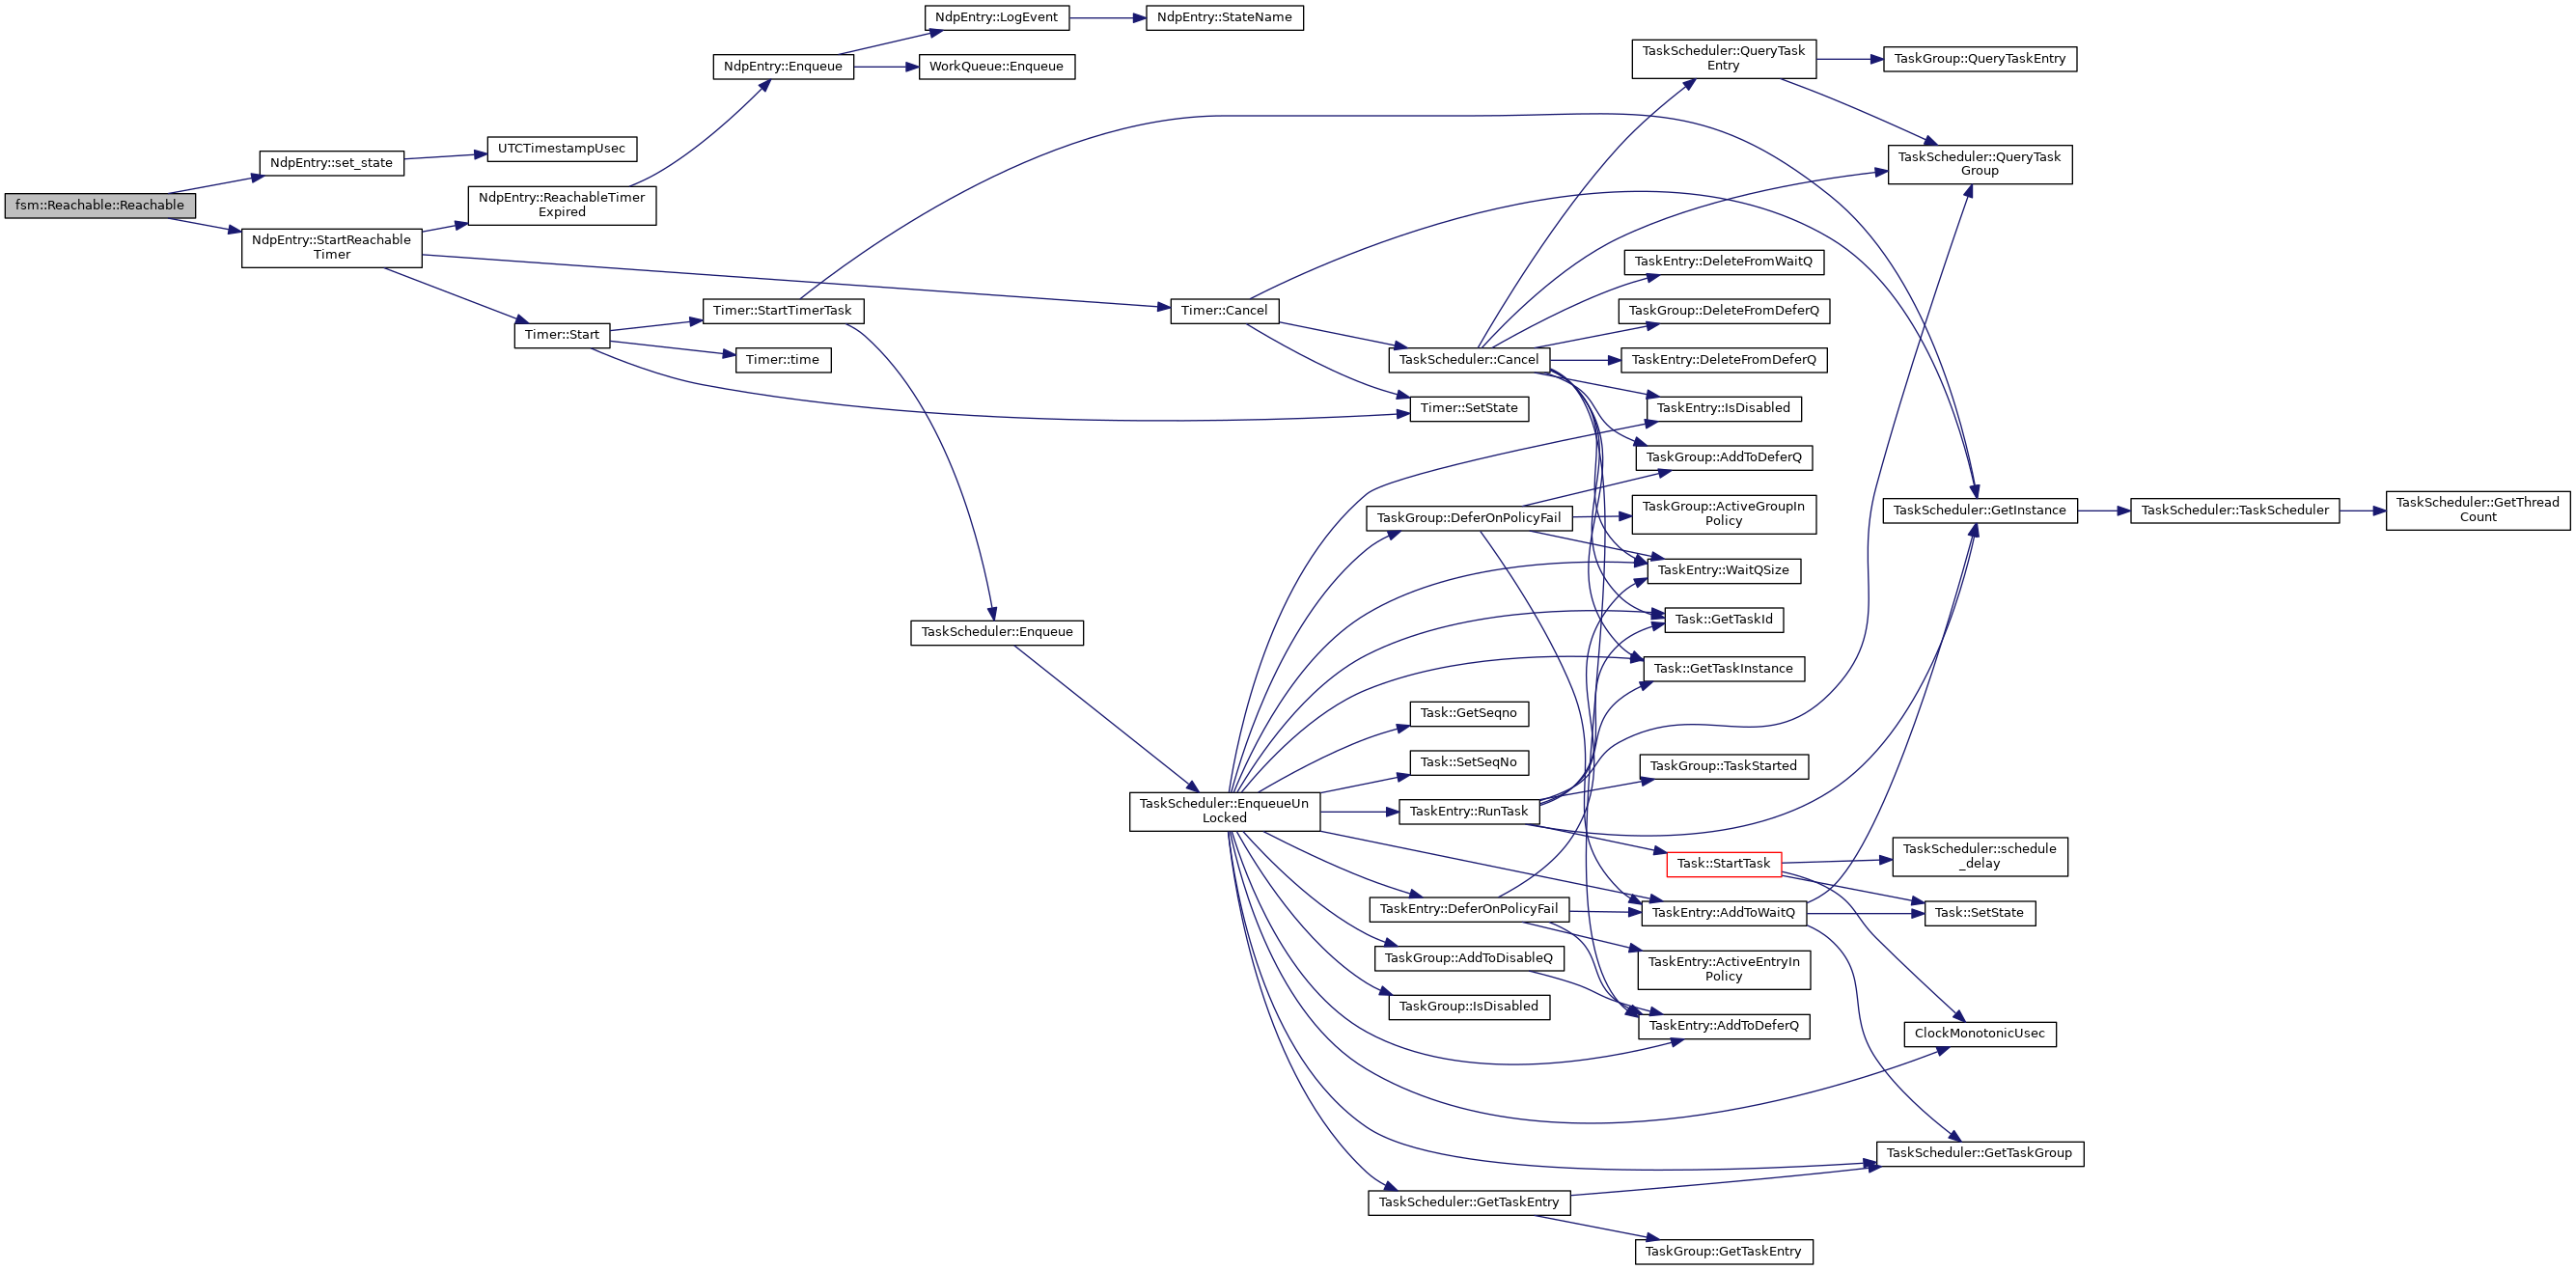 fsm::Reachable::Reachable
NdpEntry::set_state
UTCTimestampUsec
NdpEntry::StartReachable
Timer
NdpEntry::ReachableTimer
Expired
NdpEntry::Enqueue
NdpEntry::LogEvent
NdpEntry::StateName
WorkQueue::Enqueue
Timer::Start
Timer::StartTimerTask
Timer::time
Timer::Cancel
TaskScheduler::Cancel
Timer::SetState
TaskScheduler::QueryTask
Entry
TaskGroup::QueryTaskEntry
TaskScheduler::QueryTask
Group
TaskEntry::DeleteFromWaitQ
TaskGroup::DeleteFromDeferQ
TaskEntry::DeleteFromDeferQ
TaskEntry::IsDisabled
TaskGroup::AddToDeferQ
TaskGroup::DeferOnPolicyFail
TaskGroup::ActiveGroupIn
Policy
TaskEntry::WaitQSize
Task::GetTaskId
Task::GetTaskInstance
TaskScheduler::GetInstance
TaskScheduler::TaskScheduler
TaskScheduler::GetThread
Count
TaskScheduler::Enqueue
TaskScheduler::EnqueueUn
Locked
Task::GetSeqno
Task::SetSeqNo
TaskEntry::RunTask
TaskGroup::TaskStarted
Task::StartTask
TaskScheduler::schedule
_delay
TaskEntry::DeferOnPolicyFail
TaskEntry::AddToWaitQ
Task::SetState
TaskGroup::AddToDisableQ
TaskEntry::ActiveEntryIn
Policy
TaskGroup::IsDisabled
TaskEntry::AddToDeferQ
ClockMonotonicUsec
TaskScheduler::GetTaskGroup
TaskScheduler::GetTaskEntry
TaskGroup::GetTaskEntry